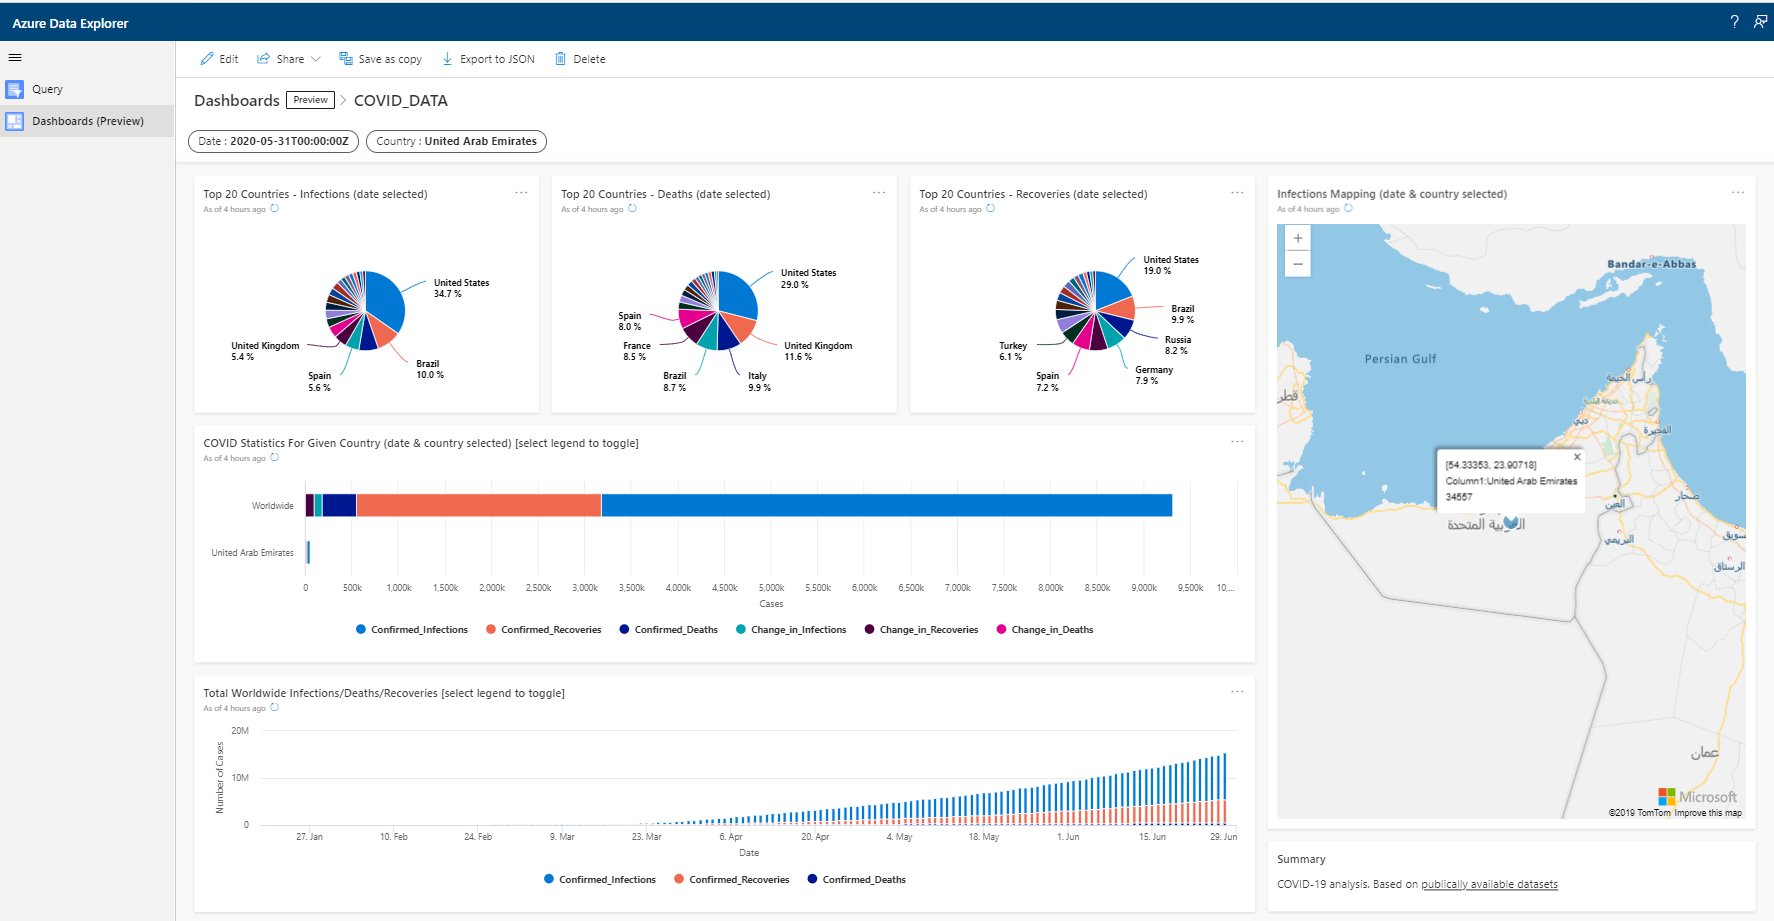 Azure Data Explorer
?
Edit
Share
Save as copy
Export to JSON
Delete
Query
Dashboards (Preview)
Dashboards Preview > COVID_DATA
Date : 2020-05-31T00:00:00Z
Country : United Arab Emirates
Top 20 Countries - Infections (date selected)
As of 4 hours ago
United States
34.7 %
Brazil
10.0 %
Spain
5.6 %
United Kingdom
5.4 %
Top 20 Countries - Deaths (date selected)
As of 4 hours ago
United States
29.0 %
United Kingdom
11.6 %
Italy
9.9 %
Brazil
8.7 %
France
8.5 %
Spain
8.0 %
Top 20 Countries - Recoveries (date selected)
As of 4 hours ago
United States
19.0 %
Brazil
9.9 %
Russia
8.2 %
Germany
7.9 %
Spain
7.2 %
Turkey
6.1 %
Infections Mapping (date & country selected)
As of 4 hours ago
+
−
Bandar-e-Abbas
Persian Gulf
قطر
رأس الخيمة
دبي
الفجيرة
[54.33353, 23.90718]
Column1:United Arab Emirates
34557
العين
صحار
المتحدة
البريمي
الرستاق
عمان
Microsoft
©2019 TomTom Improve this map
COVID Statistics For Given Country (date & country selected) [select legend to toggle]
As of 4 hours ago
Worldwide
United Arab Emirates
0 500k 1,000k 1,500k 2,000k 2,500k 3,000k 3,500k 4,000k 4,500k 5,000k 5,500k 6,000k 6,500k 7,000k 7,500k 8,000k 8,500k 9,000k 9,500k 10,...
Cases
Confirmed_Infections Confirmed_Recoveries Confirmed_Deaths Change_in_Infections Change_in_Recoveries Change_in_Deaths
Total Worldwide Infections/Deaths/Recoveries [select legend to toggle]
As of 4 hours ago
Number of Cases
20M
10M
0
27. Jan 10. Feb 24. Feb 9. Mar 23. Mar 6. Apr 20. Apr 4. May 18. May 1. Jun 15. Jun 29. Jun
Date
Confirmed_Infections Confirmed_Recoveries Confirmed_Deaths
Summary
COVID-19 analysis. Based on publically available datasets